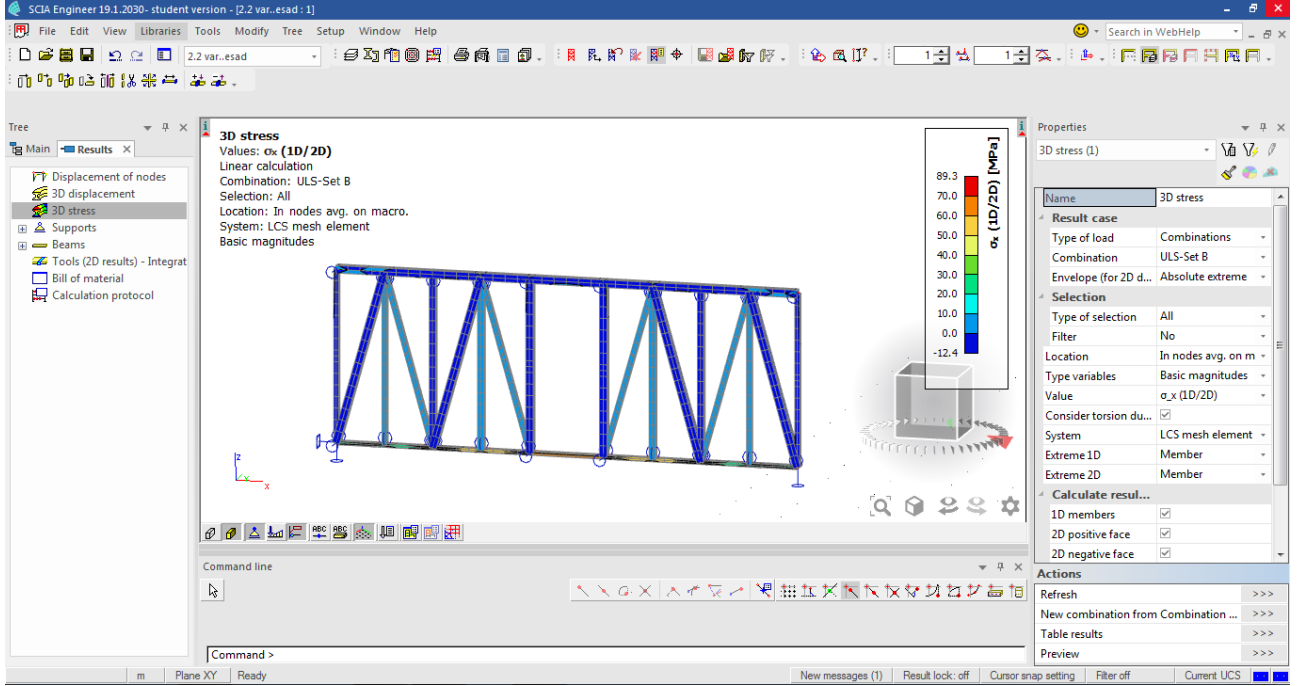 SCIA Engineer 19.1.2030- student version - [2.2 var..esad : 1]
File Edit View Libraries Tools Modify Tree Setup Window Help
Search in WebHelp
2.2 var..esad
1
1
Tree
Main
Results
Displacement of nodes
3D displacement
3D stress
Supports
Beams
Tools (2D results) - Integrat
Bill of material
Calculation protocol
3D stress
Values: σx (1D/2D)
Linear calculation
Combination: ULS-Set B
Selection: All
Location: In nodes avg. on macro.
System: LCS mesh element
Basic magnitudes
89.3
70.0
60.0
50.0
40.0
30.0
20.0
10.0
0.0
-12.4
σx (1D/2D) [MPa]
z
y
x
ABC ABC
Command line
Command >
Properties
3D stress (1)
Name 3D stress
Result case
Type of load Combinations
Combination ULS-Set B
Envelope (for 2D d... Absolute extreme
Selection
Type of selection All
Filter No
Location In nodes avg. on m
Type variables Basic magnitudes
Value σ_x (1D/2D)
Consider torsion du...
System LCS mesh element
Extreme 1D Member
Extreme 2D Member
Calculate resul...
1D members
2D positive face
2D negative face
Actions
Refresh >>>
New combination from Combination ... >>>
Table results >>>
Preview >>>
m Plane XY Ready New messages (1) Result lock: off Cursor snap setting Filter off Current UCS